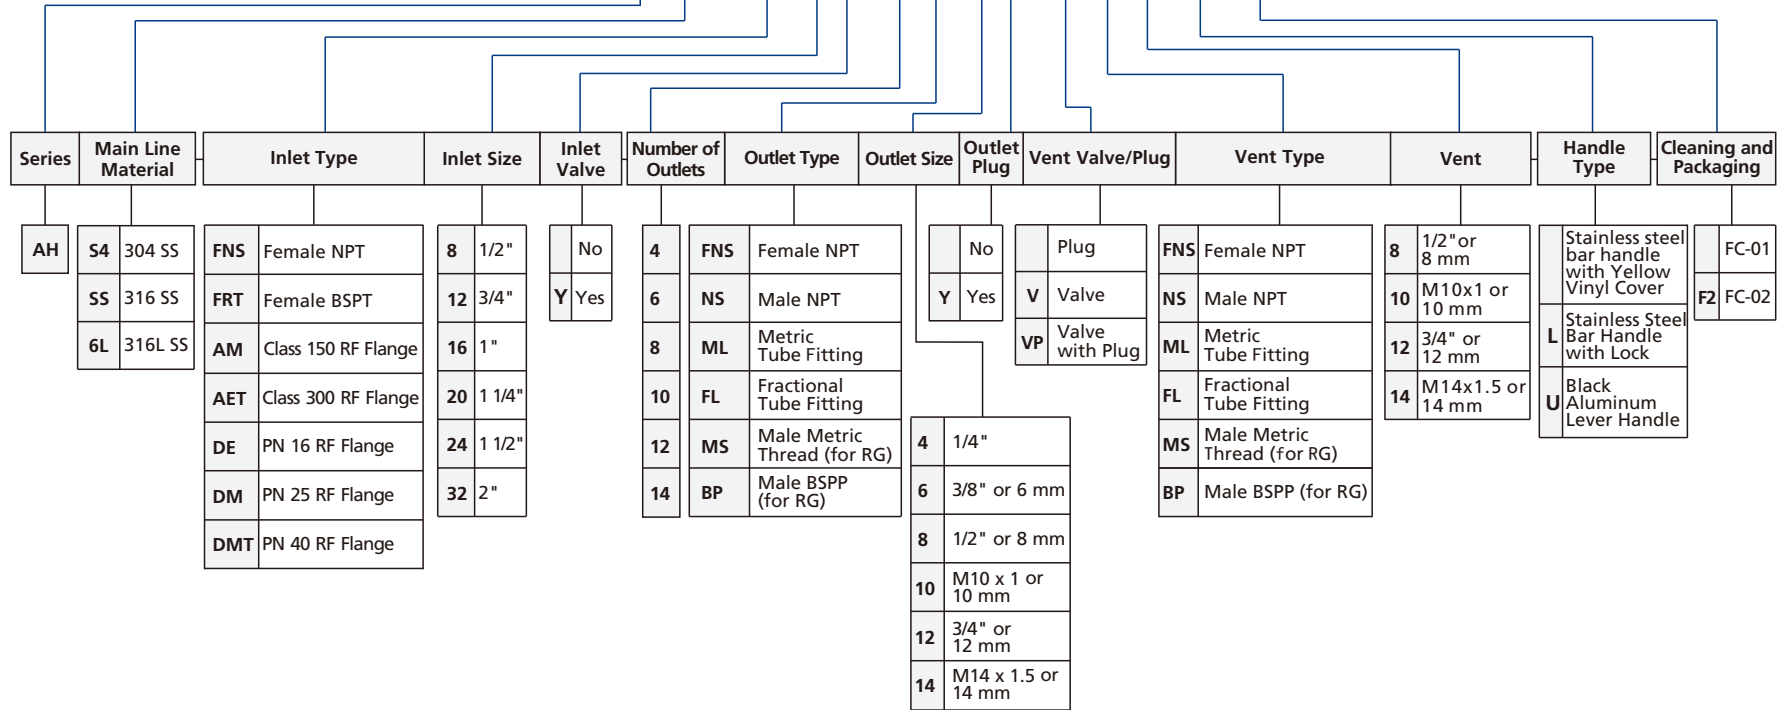 Series
Main Line
Material
Inlet Type
Inlet Size
Inlet
Valve
Number of
Outlets
Outlet Type
Outlet Size
Outlet
Plug
Vent Valve/Plug
Vent Type
Vent
Handle
Type
Cleaning and
Packaging
AH
S4 304 SS
SS 316 SS
6L 316L SS
FNS Female NPT
FRT Female BSPT
AM Class 150 RF Flange
AET Class 300 RF Flange
DE PN 16 RF Flange
DM PN 25 RF Flange
DMT PN 40 RF Flange
8 1/2"
12 3/4"
16 1"
20 1 1/4"
24 1 1/2"
32 2"
No
Y Yes
4
6
8
10
12
14
FNS Female NPT
NS Male NPT
ML Metric
Tube Fitting
FL Fractional
Tube Fitting
MS Male Metric
Thread (for RG)
BP Male BSPP
(for RG)
4 1/4"
6 3/8" or 6 mm
8 1/2" or 8 mm
10 M10 x 1 or
10 mm
12 3/4" or
12 mm
14 M14 x 1.5 or
14 mm
No
Y Yes
Plug
V Valve
VP Valve
with Plug
FNS Female NPT
NS Male NPT
ML Metric
Tube Fitting
FL Fractional
Tube Fitting
MS Male Metric
Thread (for RG)
BP Male BSPP (for RG)
8 1/2"or
8 mm
10 M10x1 or
10 mm
12 3/4" or
12 mm
14 M14x1.5 or
14 mm
Stainless steel
bar handle
with Yellow
Vinyl Cover
L Stainless Steel
Bar Handle
with Lock
U Black
Aluminum
Lever Handle
FC-01
F2 FC-02